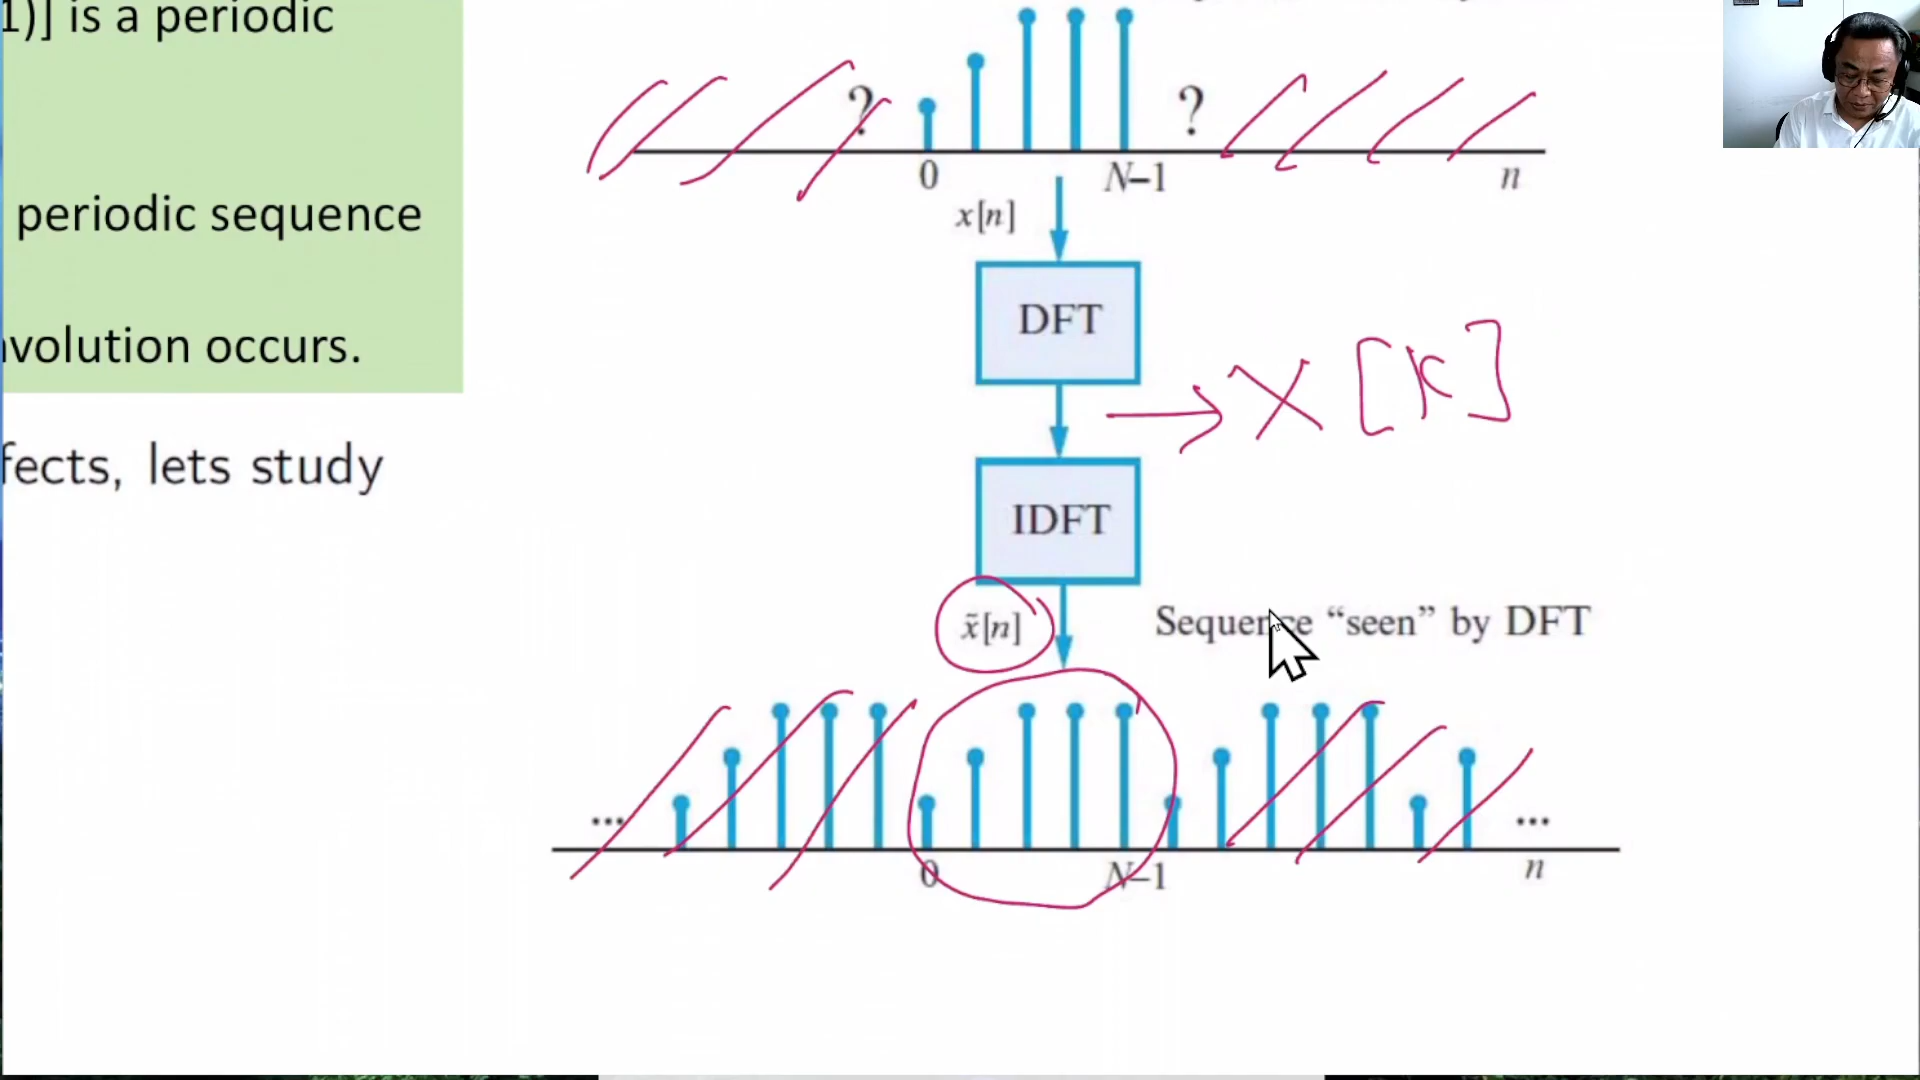 1)] is a periodic
periodic sequence
volution occurs.
fects, lets study
? ?
0 N–1 n
x[n]
DFT
→ X [K]
IDFT
x̃[n]
Sequence “seen” by DFT
... ...
0 N–1 n